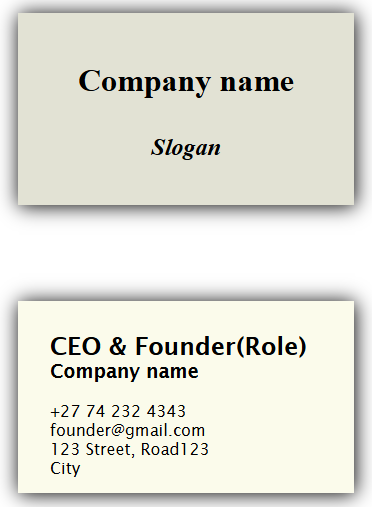 Company name
Slogan
CEO & Founder(Role)
Company name
+27 74 232 4343
founder@gmail.com
123 Street, Road123
City